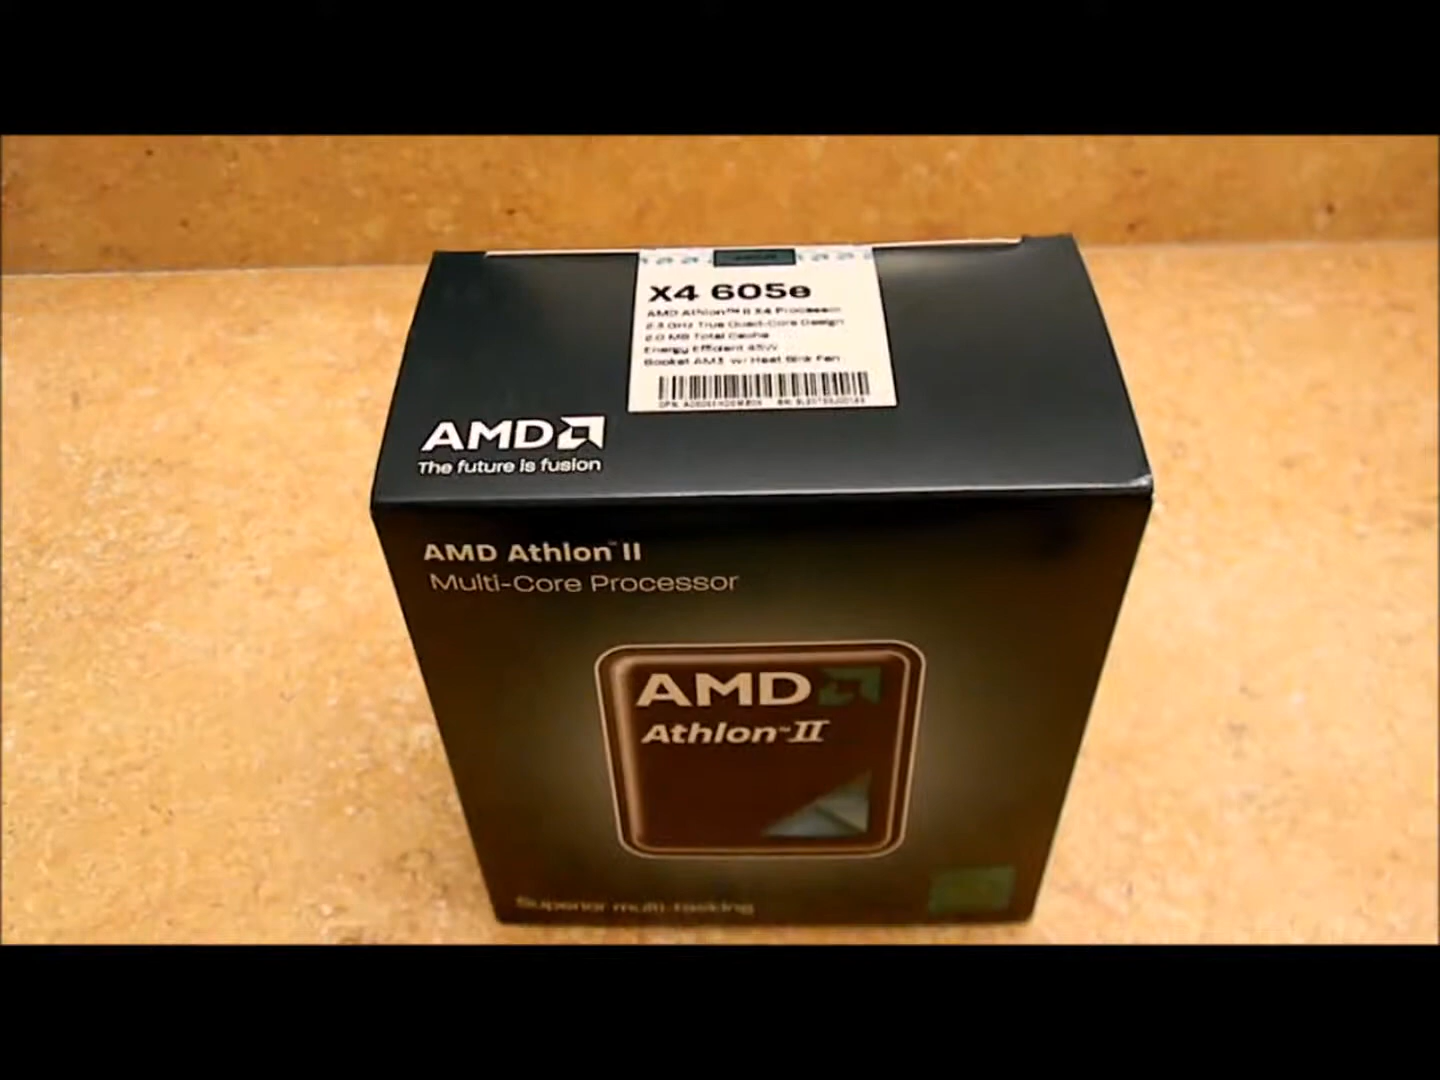 X4 605e
AMD Athlon™ II X4 Processor
2.3 GHz True Quad-Core Design
2.0 MB Total Cache
Energy Efficient 45W
Socket AM3 w/ Heat Sink Fan
AMD
The future is fusion
AMD Athlon™ II
Multi-Core Processor
AMD
Athlon™ II
Superior multi-tasking